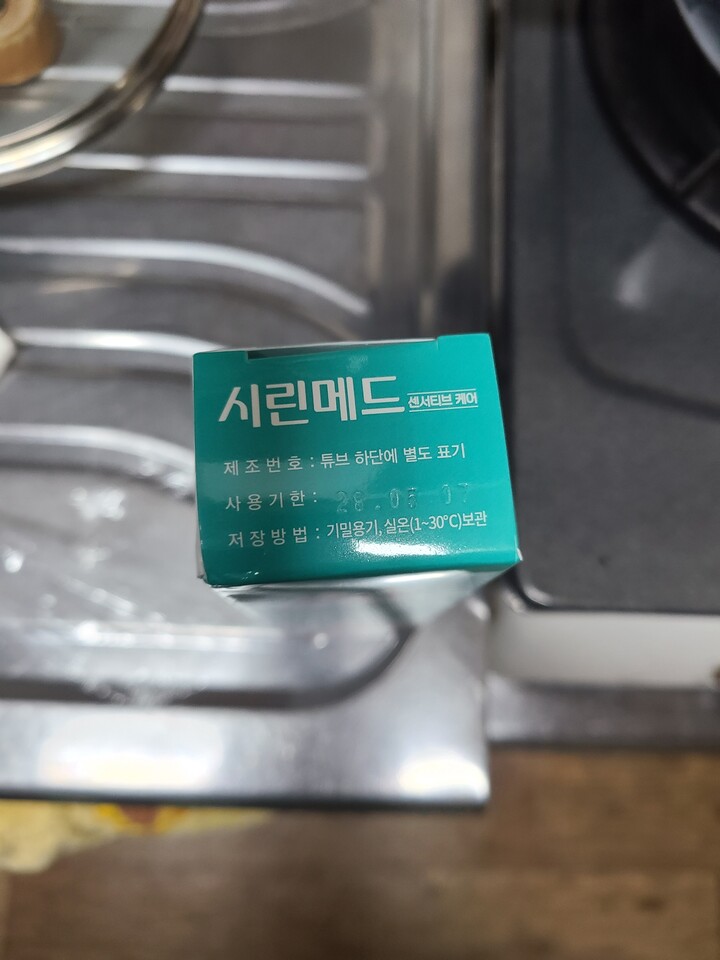 시린메드 센서티브 케어
제조번호 : 튜브 하단에 별도 표기
사용기한 :
저장방법 : 기밀용기, 실온(1~30℃)보관